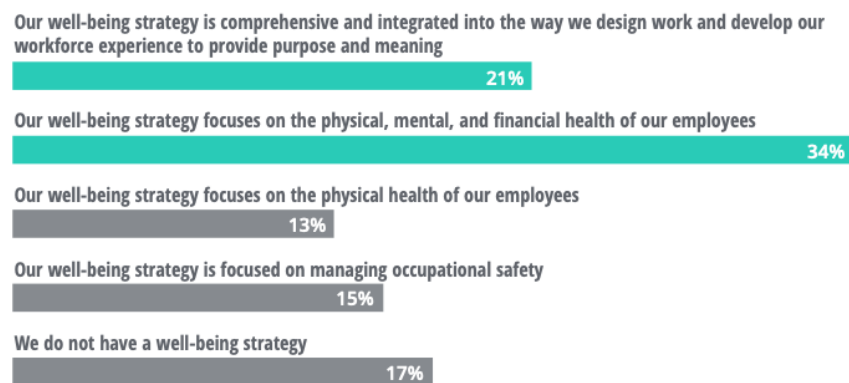 Our well-being strategy is comprehensive and integrated into the way we design work and develop our
workforce experience to provide purpose and meaning
21%
Our well-being strategy focuses on the physical, mental, and financial health of our employees
34%
Our well-being strategy focuses on the physical health of our employees
13%
Our well-being strategy is focused on managing occupational safety
15%
We do not have a well-being strategy
17%